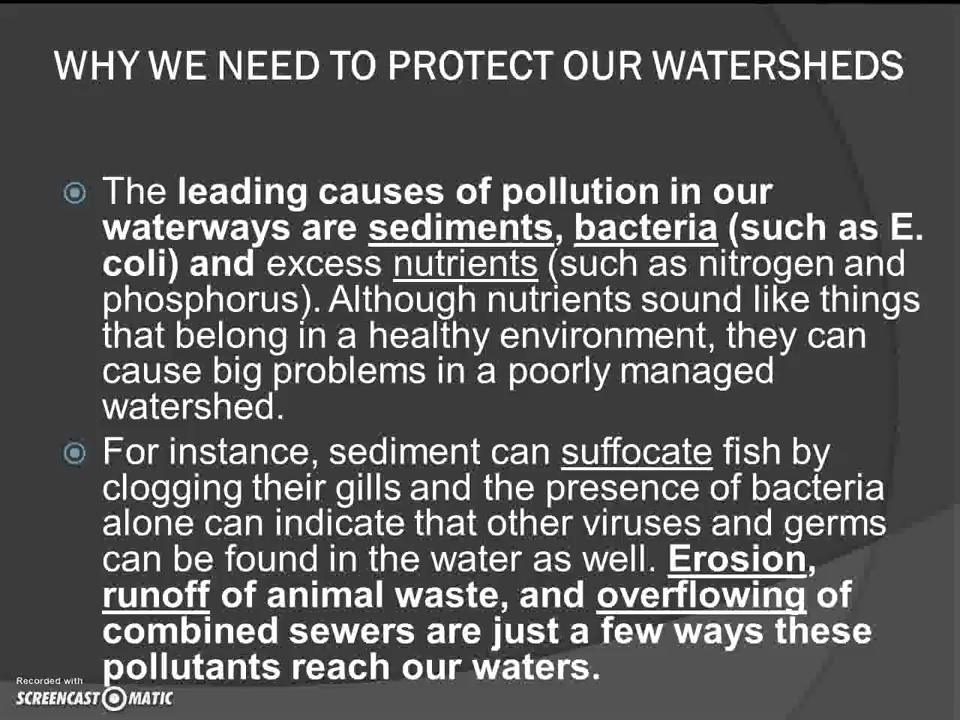 WHY WE NEED TO PROTECT OUR WATERSHEDS
The leading causes of pollution in our
waterways are sediments, bacteria (such as E.
coli) and excess nutrients (such as nitrogen and
phosphorus). Although nutrients sound like things
that belong in a healthy environment, they can
cause big problems in a poorly managed
watershed.
For instance, sediment can suffocate fish by
clogging their gills and the presence of bacteria
alone can indicate that other viruses and germs
can be found in the water as well. Erosion,
runoff of animal waste, and overflowing of
combined sewers are just a few ways these
pollutants reach our waters.
Recorded with
SCREENCAST-O-MATIC